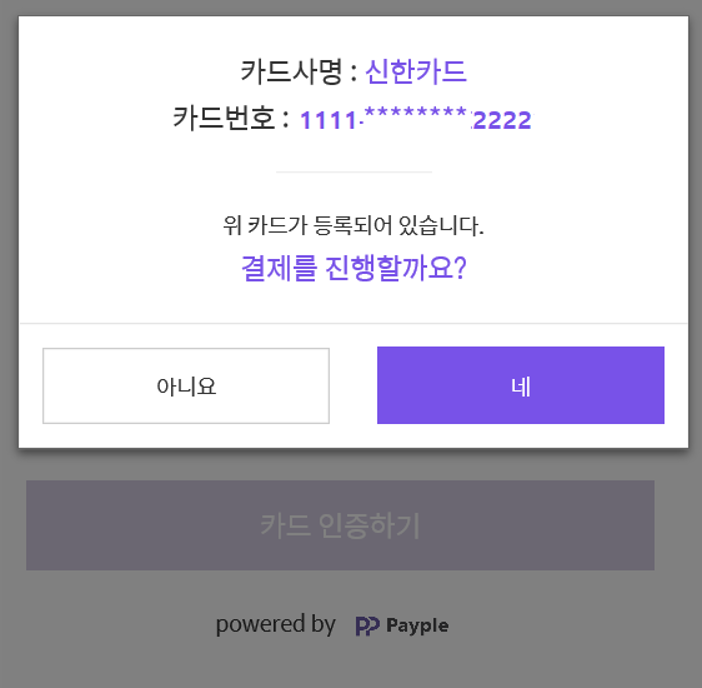 카드사명 : 신한카드
카드번호 : 1111-********-2222
위 카드가 등록되어 있습니다.
결제를 진행할까요?
아니요
네
카드 인증하기
powered by Payple